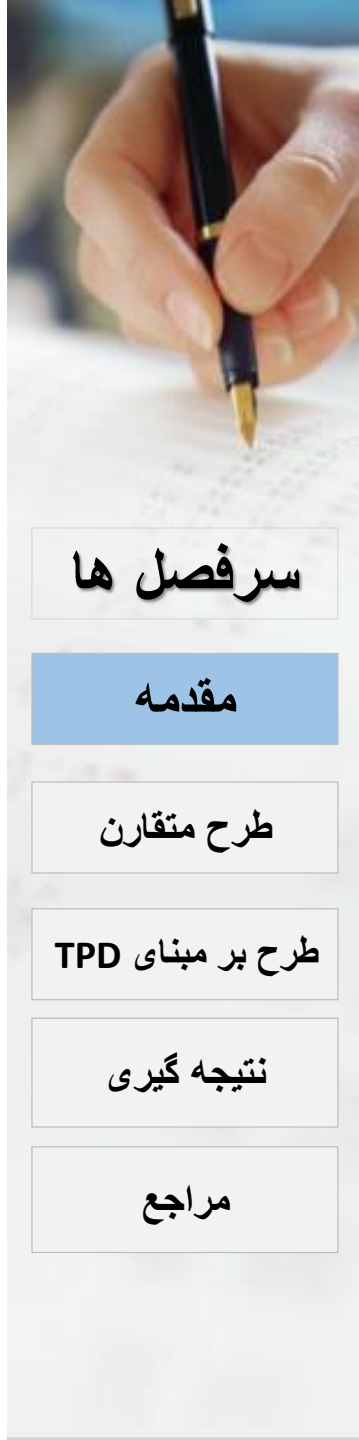 سرفصل ها
مقدمه
طرح متقارن
طرح بر مبنای TPD
نتیجه گیری
مراجع